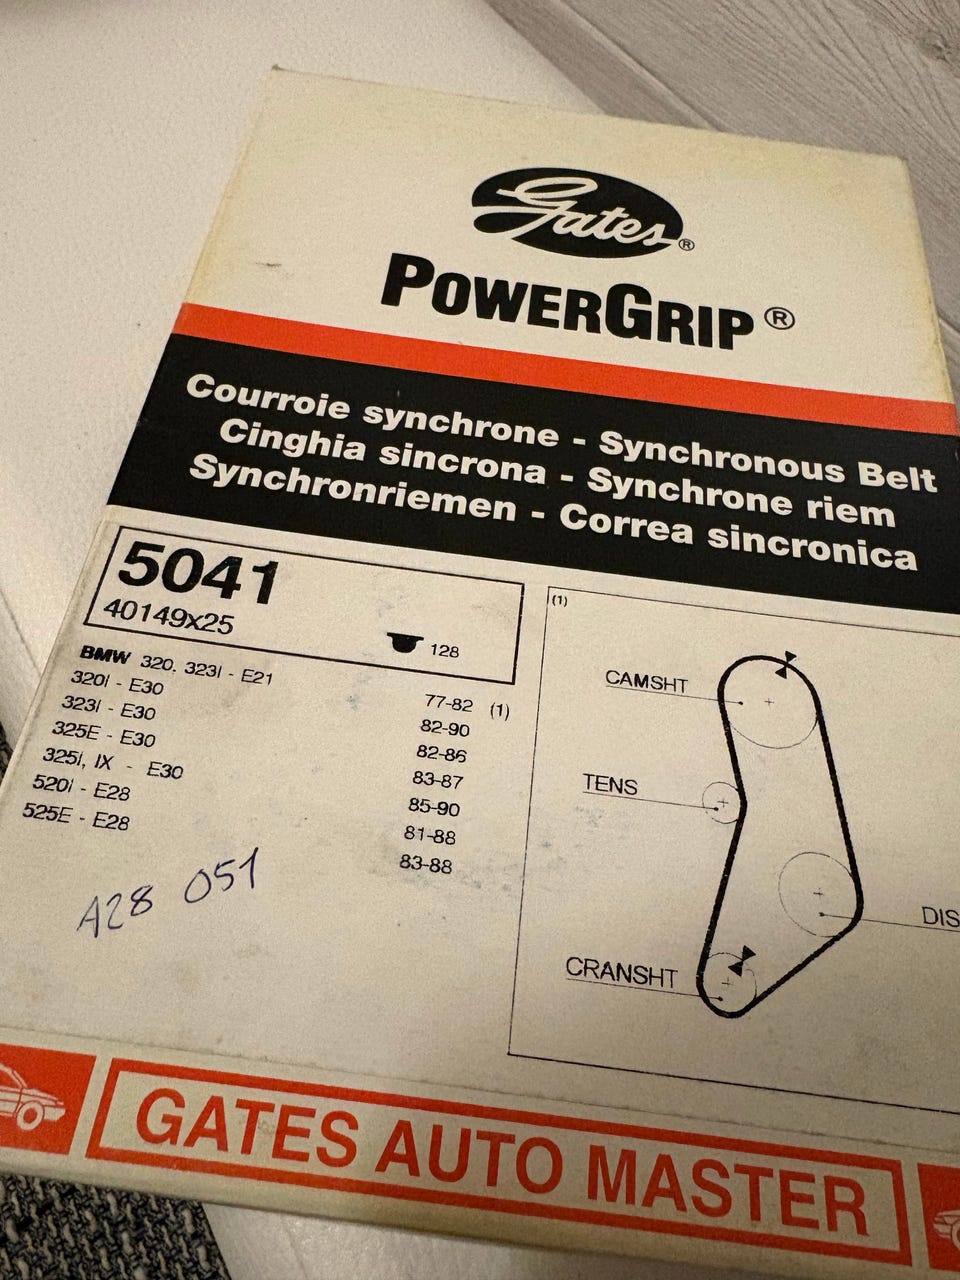 Gates®
POWERGRIP®
Courroie synchrone - Synchronous Belt
Cinghia sincrona - Synchrone riem
Synchronriemen - Correa sincronica
5041
40149x25
128
BMW 320, 323I - E21 77-82 (1)
320I - E30 82-90
323I - E30 82-86
325E - E30 83-87
325I, IX - E30 85-90
520I - E28 81-88
525E - E28 83-88
A28 051
(1)
CAMSHT
TENS
DIS
CRANSHT
GATES AUTO MASTER